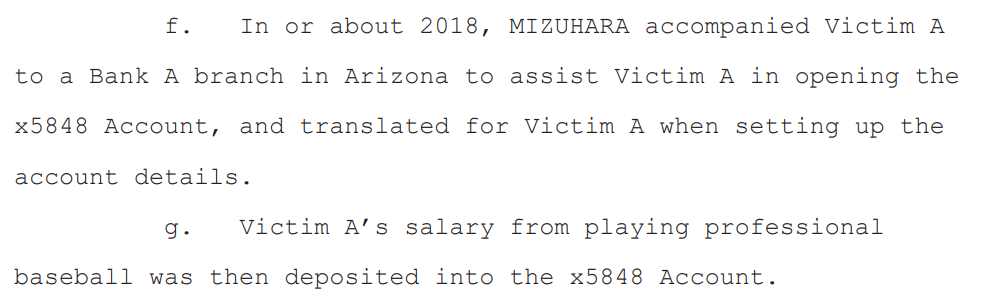 f. In or about 2018, MIZUHARA accompanied Victim A
to a Bank A branch in Arizona to assist Victim A in opening the
x5848 Account, and translated for Victim A when setting up the
account details.
g. Victim A’s salary from playing professional
baseball was then deposited into the x5848 Account.